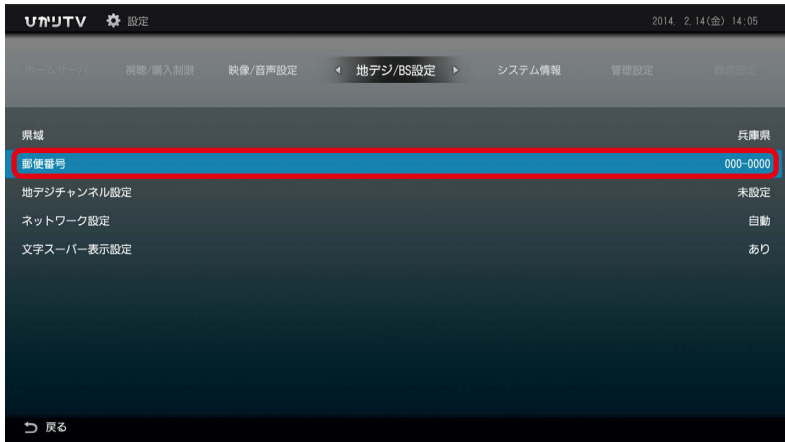 ひかりTV 設定 2014. 2.14(金) 14:05
ホームサーバ 視聴/購入制限 映像/音声設定 地デジ/BS設定 システム情報 管理設定
県域 兵庫県
郵便番号 000-0000
地デジチャンネル設定 未設定
ネットワーク設定 自動
文字スーパー表示設定 あり
戻る